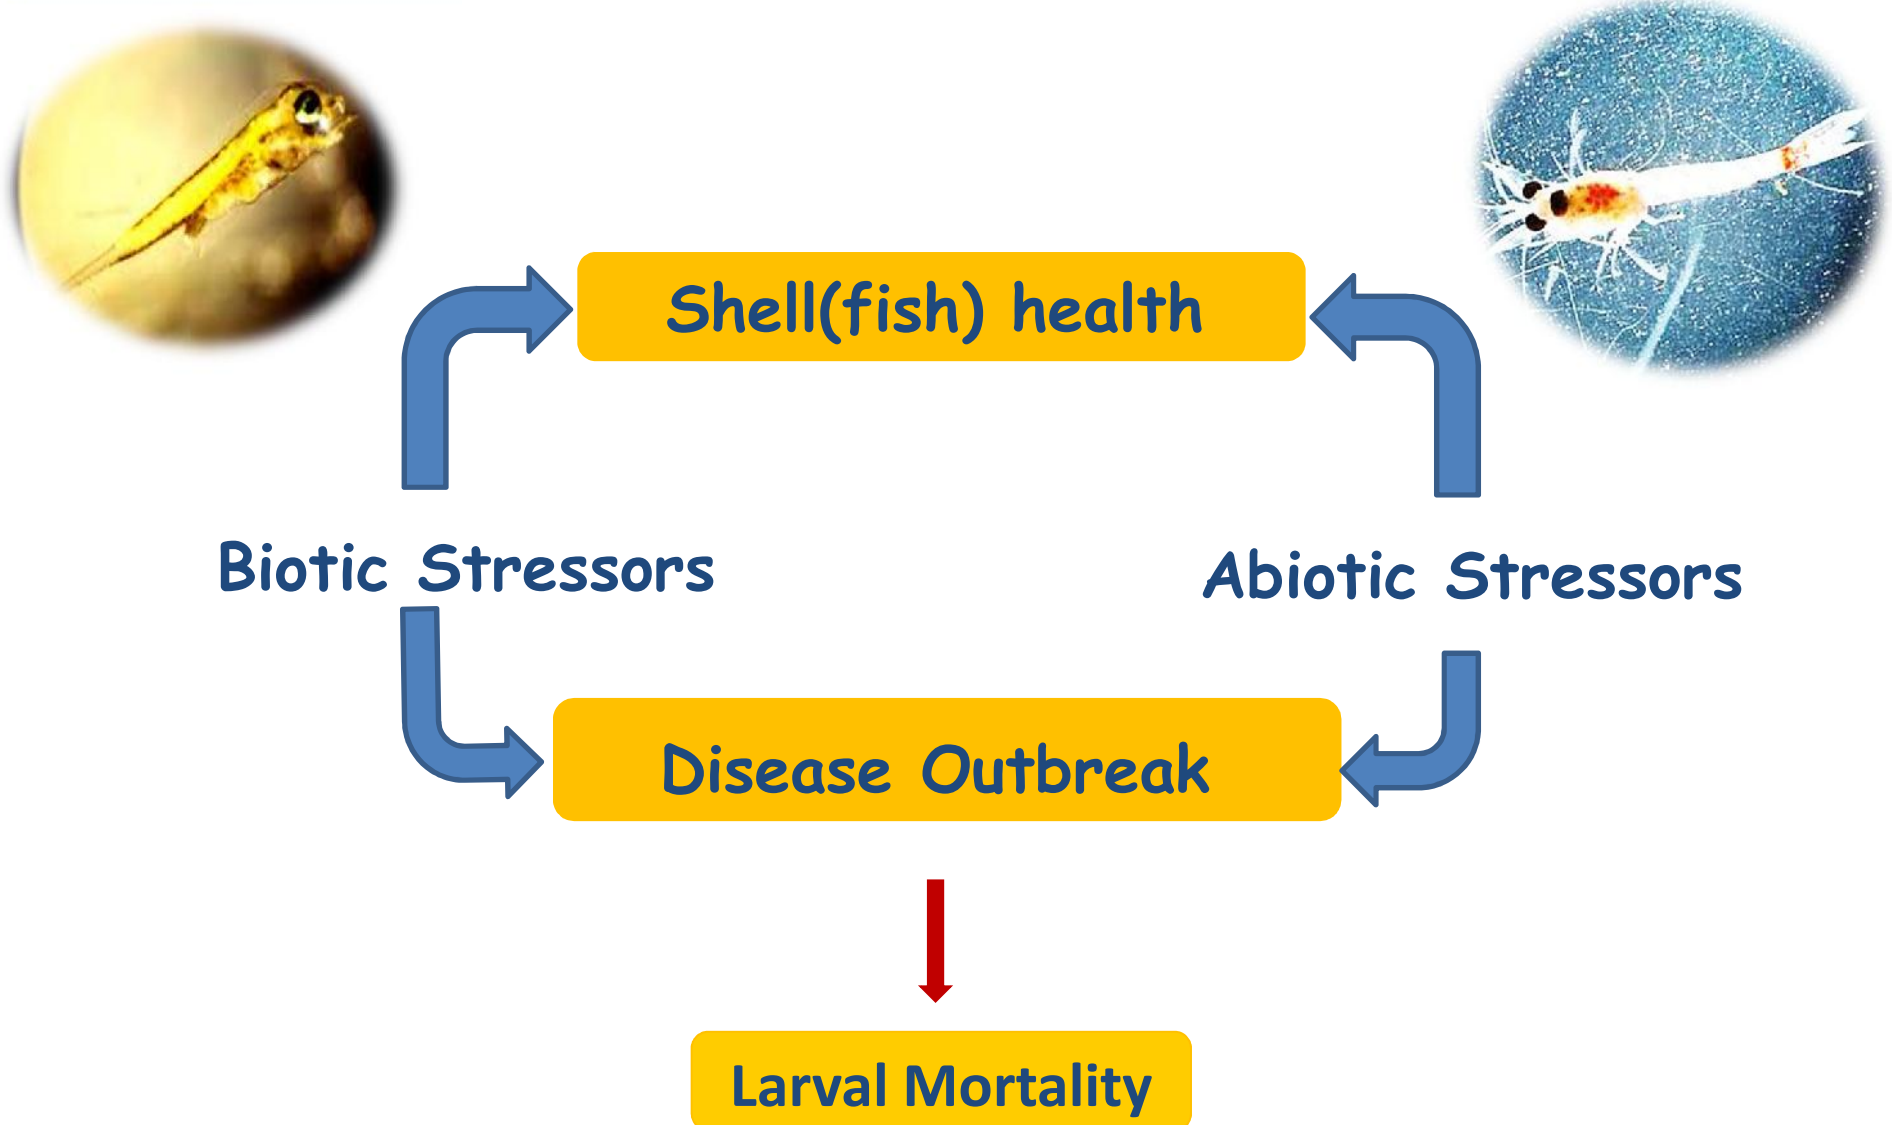 Shell(fish) health
Biotic Stressors
Abiotic Stressors
Disease Outbreak
Larval Mortality